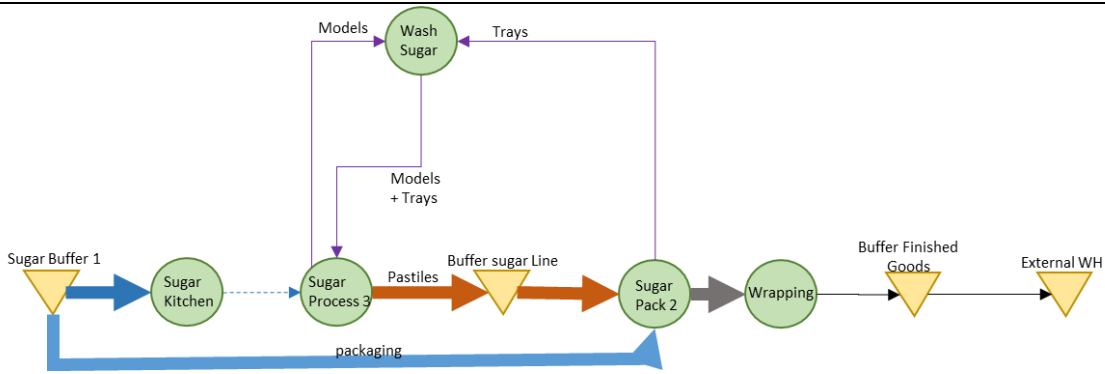 Models
Wash
Sugar
Trays
Models
+ Trays
Sugar Buffer 1
Sugar
Kitchen
Sugar
Process 3
Pastiles
Buffer sugar Line
Sugar
Pack 2
Wrapping
Buffer Finished
Goods
External WH
packaging